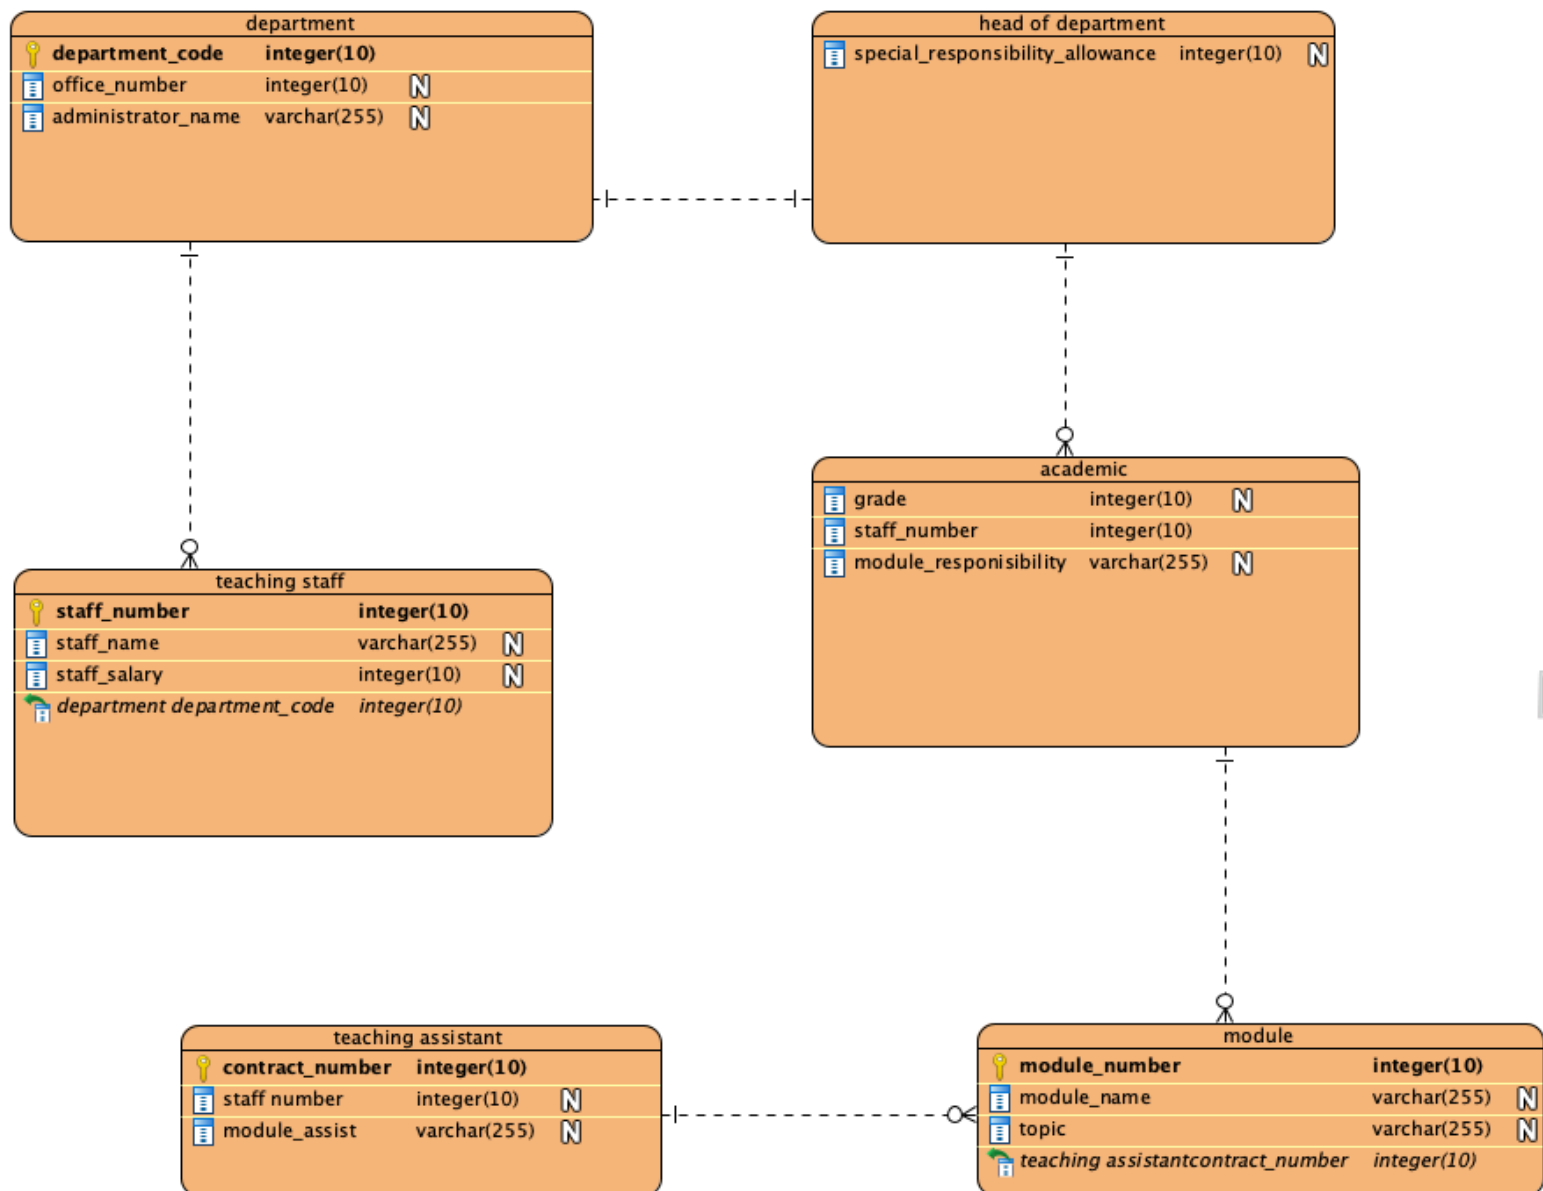 department
department_code integer(10)
office_number integer(10) N
administrator_name varchar(255) N
head of department
special_responsibility_allowance integer(10) N
academic
grade integer(10) N
staff_number integer(10)
module_responisibility varchar(255) N
teaching staff
staff_number integer(10)
staff_name varchar(255) N
staff_salary integer(10) N
department department_code integer(10)
teaching assistant
contract_number integer(10)
staff number integer(10) N
module_assist varchar(255) N
module
module_number integer(10)
module_name varchar(255) N
topic varchar(255) N
teaching assistantcontract_number integer(10)